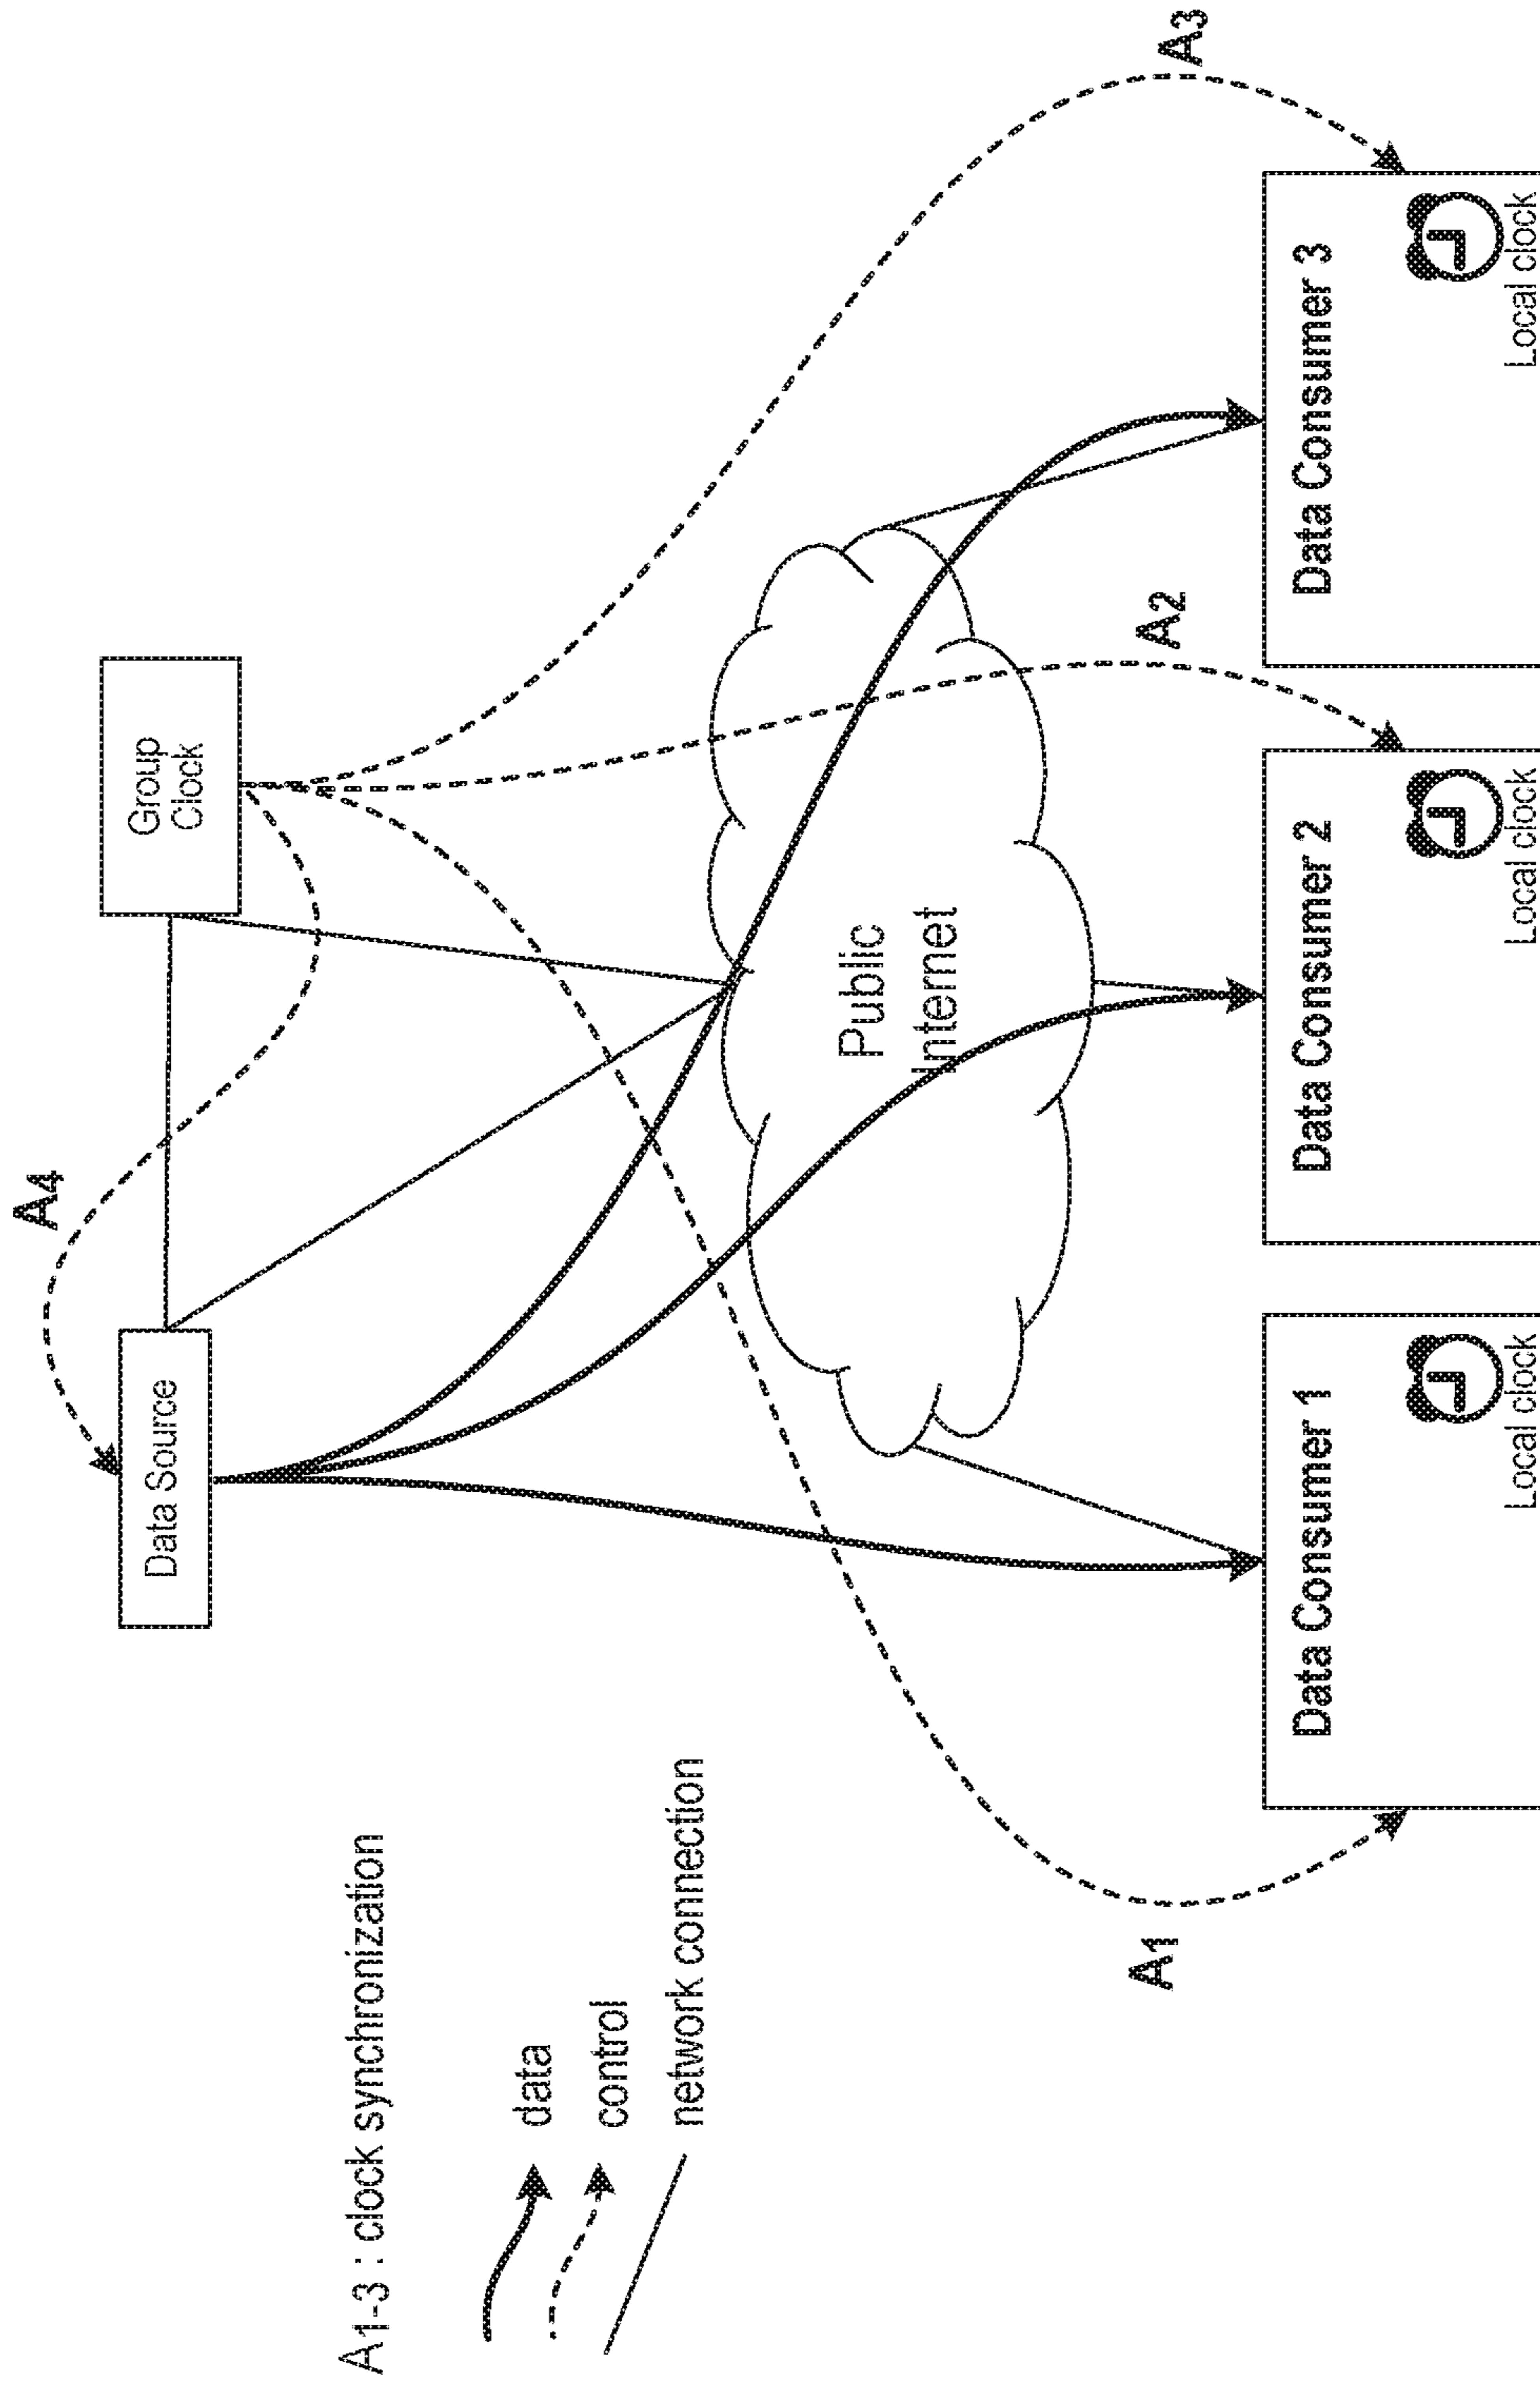 A1-3 : clock synchronization
data
control
network connection
A4
Data Source
Group
Clock
Public
Internet
A1
A2
A3
Data Consumer 1
Local clock
Data Consumer 2
Local clock
Data Consumer 3
Local clock